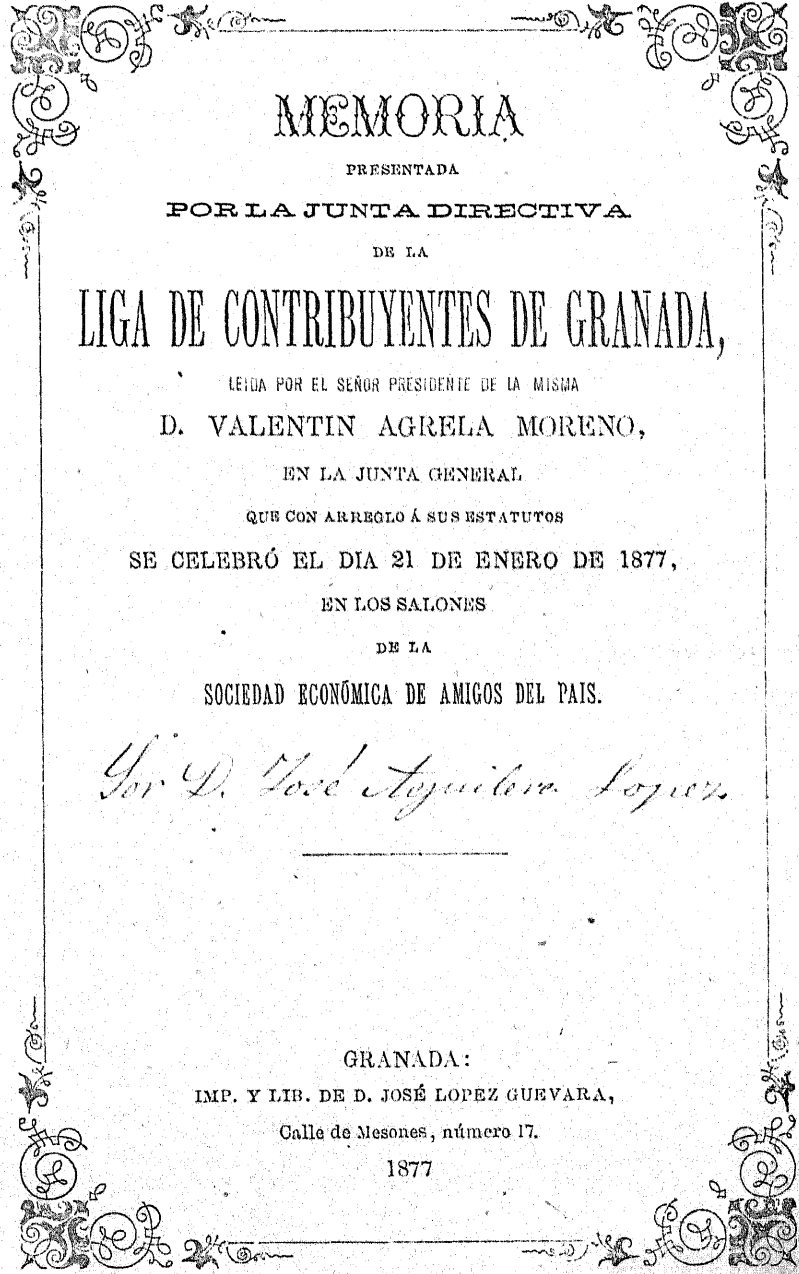 MEMORIA
PRESENTADA
POR LA JUNTA DIRECTIVA
DE LA
LIGA DE CONTRIBUYENTES DE GRANADA,
LEIDA POR EL SEÑOR PRESIDENTE DE LA MISMA
D. VALENTIN AGRELA MORENO,
EN LA JUNTA GENERAL
QUE CON ARREGLO Á SUS ESTATUTOS
SE CELEBRÓ EL DIA 21 DE ENERO DE 1877,
EN LOS SALONES
DE LA
SOCIEDAD ECONÓMICA DE AMIGOS DEL PAIS.
Sor D. José Aguilera Lopez.
GRANADA:
IMP. Y LIB. DE D. JOSÉ LOPEZ GUEVARA,
Calle de Mesones, número 17.
1877